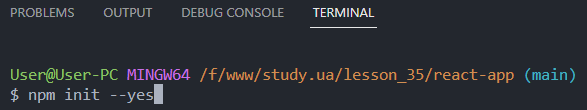 PROBLEMS OUTPUT DEBUG CONSOLE TERMINAL
User@User-PC MINGW64 /f/www/study.ua/lesson_35/react-app (main)
$ npm init --yes